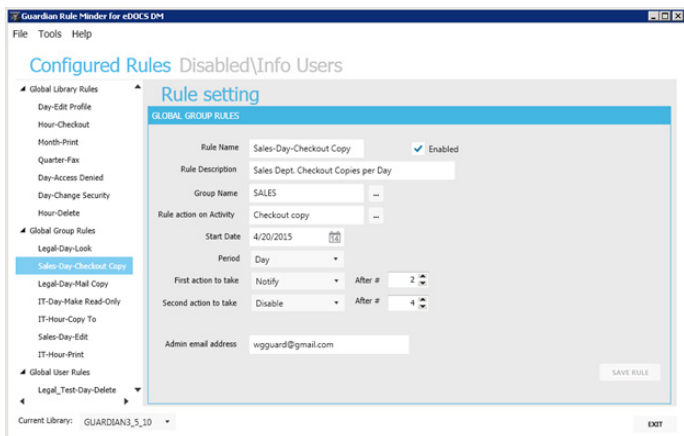 Guardian Rule Minder for eDOCS DM
File Tools Help
Configured Rules Disabled\Info Users
Global Library Rules
Day-Edit Profile
Hour-Checkout
Month-Print
Quarter-Fax
Day-Access Denied
Day-Change Security
Hour-Delete
Global Group Rules
Legal-Day-Look
Sales-Day-Checkout Copy
Legal-Day-Mail Copy
IT-Day-Make Read-Only
IT-Hour-Copy To
Sales-Day-Edit
IT-Hour-Print
Global User Rules
Legal_Test-Day-Delete
Rule setting
GLOBAL GROUP RULES
Rule Name Sales-Day-Checkout Copy Enabled
Rule Description Sales Dept. Checkout Copies per Day
Group Name SALES ...
Rule action on Activity Checkout copy ...
Start Date 4/20/2015 14
Period Day
First action to take Notify After # 2
Second action to take Disable After # 4
Admin email address wgguard@gmail.com
SAVE RULE
Current Library: GUARDIAN3_5_10 EXIT